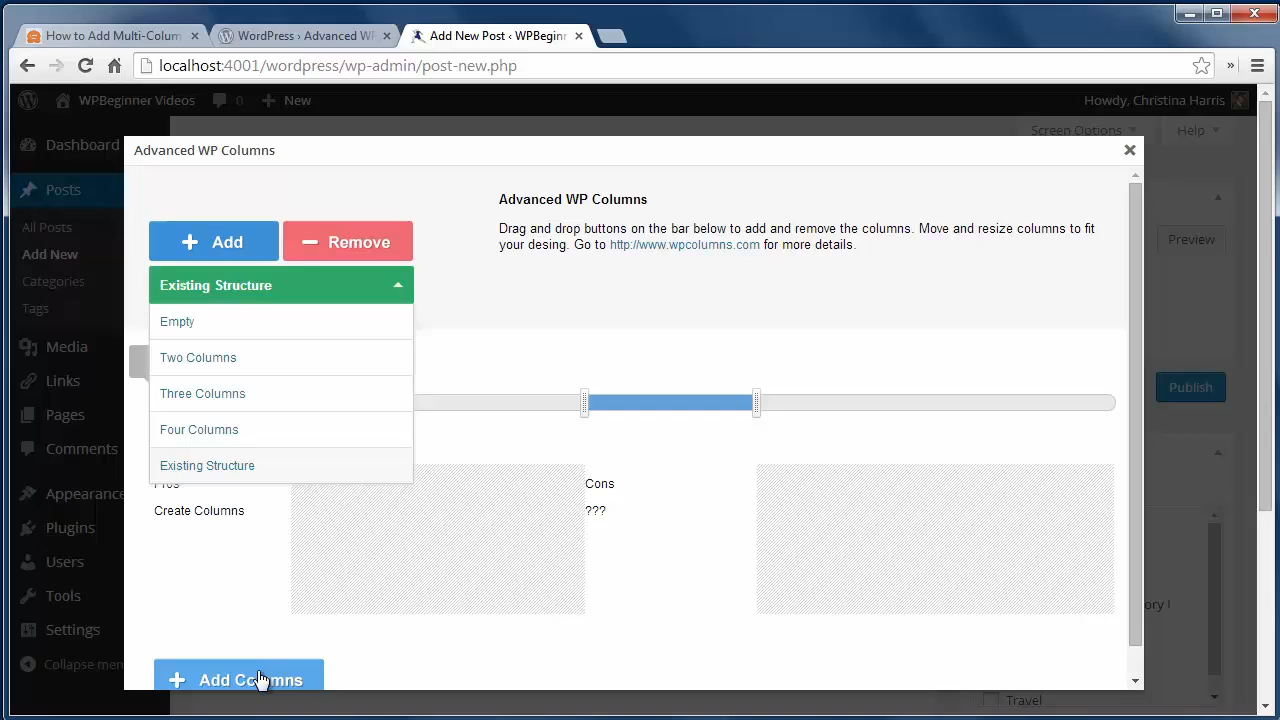 How to Add Multi-Colum
WordPress › Advanced WP
Add New Post ‹ WPBeginn
localhost:4001/wordpress/wp-admin/post-new.php
WPBeginner Videos
0
New
Howdy, Christina Harris
Screen Options
Help
Dashboard
Posts
All Posts
Add New
Categories
Tags
Media
Links
Pages
Comments
Appearance
Plugins
Users
Tools
Settings
Collapse men
Advanced WP Columns
Add
Remove
Existing Structure
Empty
Two Columns
Three Columns
Four Columns
Existing Structure
Advanced WP Columns
Drag and drop buttons on the bar below to add and remove the columns. Move and resize columns to fit
your desing. Go to http://www.wpcolumns.com for more details.
Pros
Create Columns
Cons
???
Add Columns
Preview
Publish
ory I
Travel